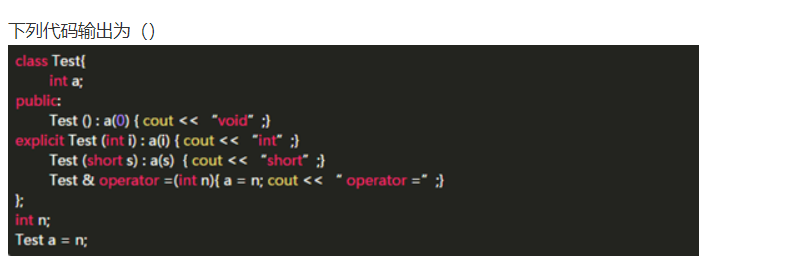 下列代码输出为（）
class Test{
int a;
public:
Test () : a(0) { cout << “void” ;}
explicit Test (int i) : a(i) { cout << “int” ;}
Test (short s) : a(s) { cout << “short” ;}
Test & operator =(int n){ a = n; cout << “ operator =” ;}
};
int n;
Test a = n;